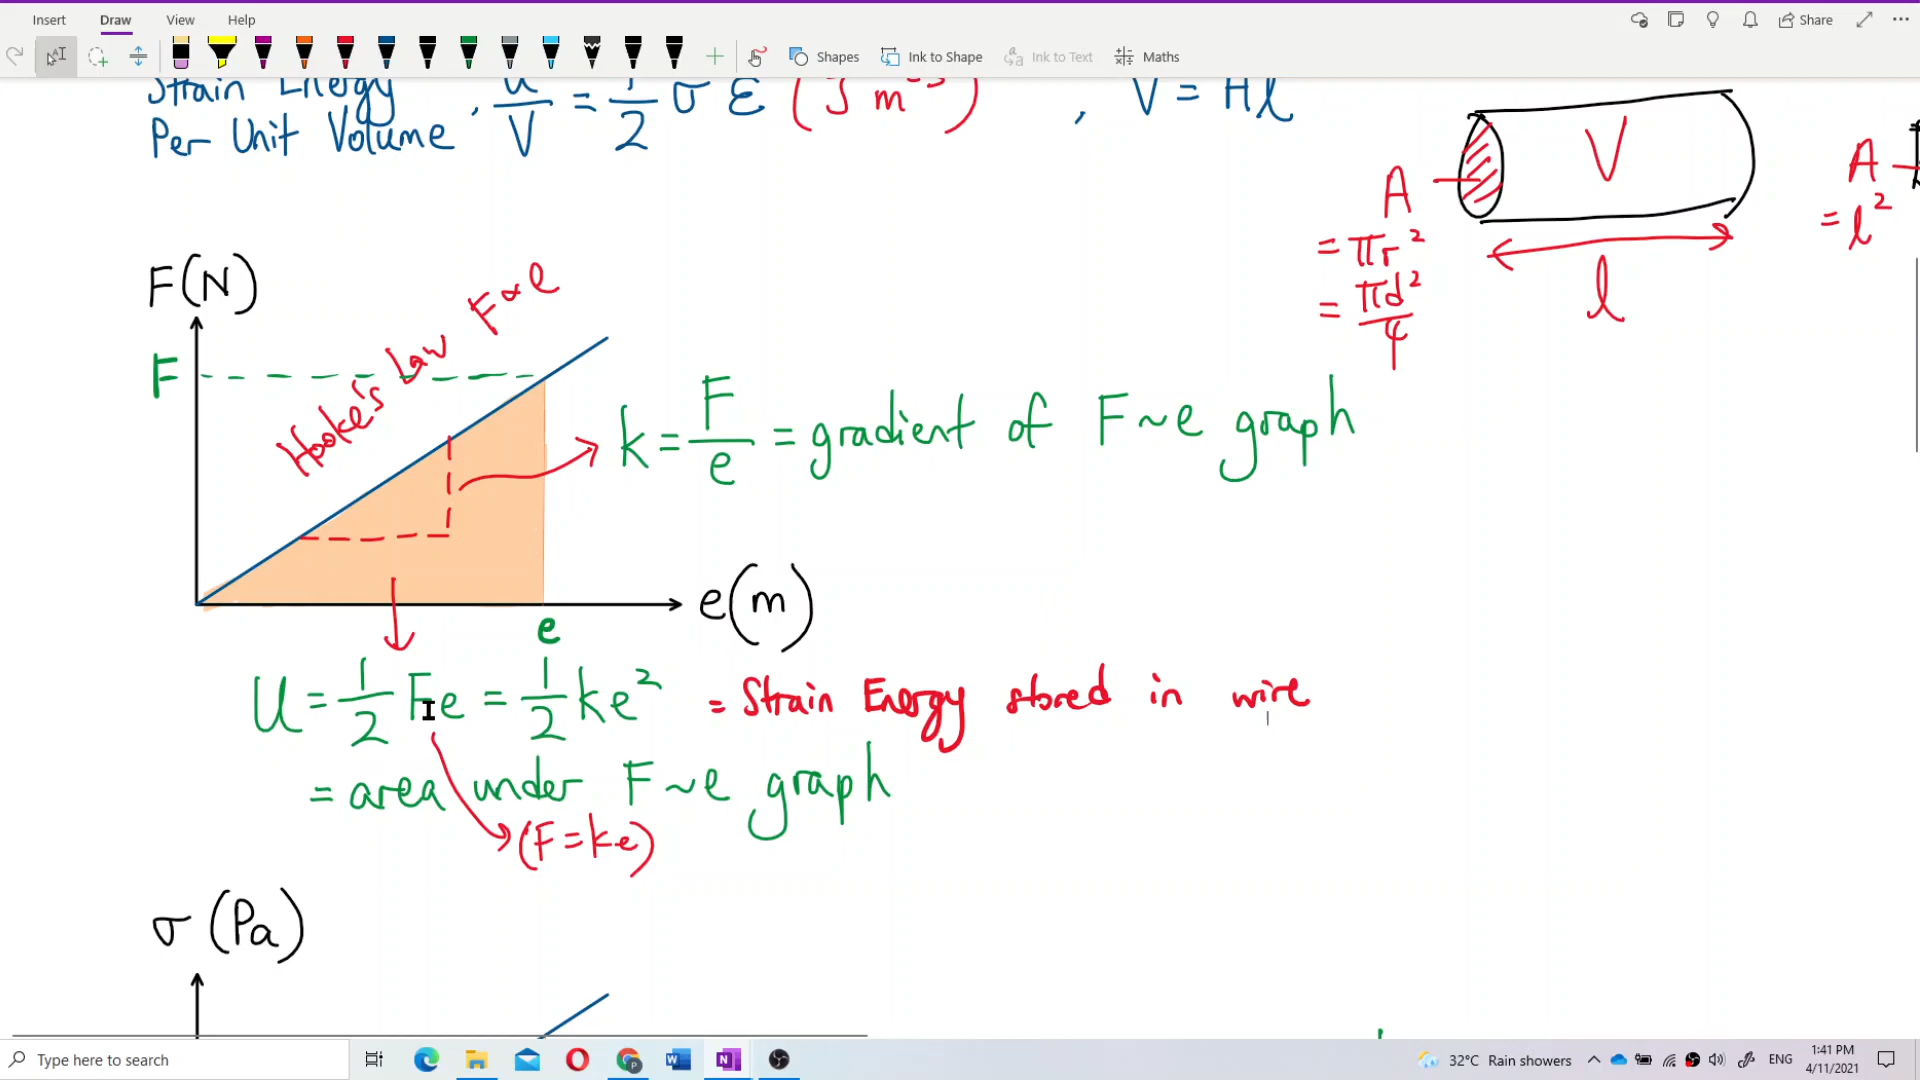 Insert Draw View Help
Share
Shapes Ink to Shape Ink to Text Maths
Strain Energy
Per Unit Volume , u/V = 1/2 σ ε (J m⁻³) , V = Al
V
A
= πr²
= πd²/4
l
A
= l²
F(N)
F
Hooke's Law F ∝ e
k = F/e = gradient of F ~ e graph
e(m)
e
U = 1/2 Fe = 1/2 ke² = Strain Energy stored in wire
= area under F ~ e graph
(F = ke)
σ (Pa)
Type here to search
32°C Rain showers
ENG
1:41 PM
4/11/2021